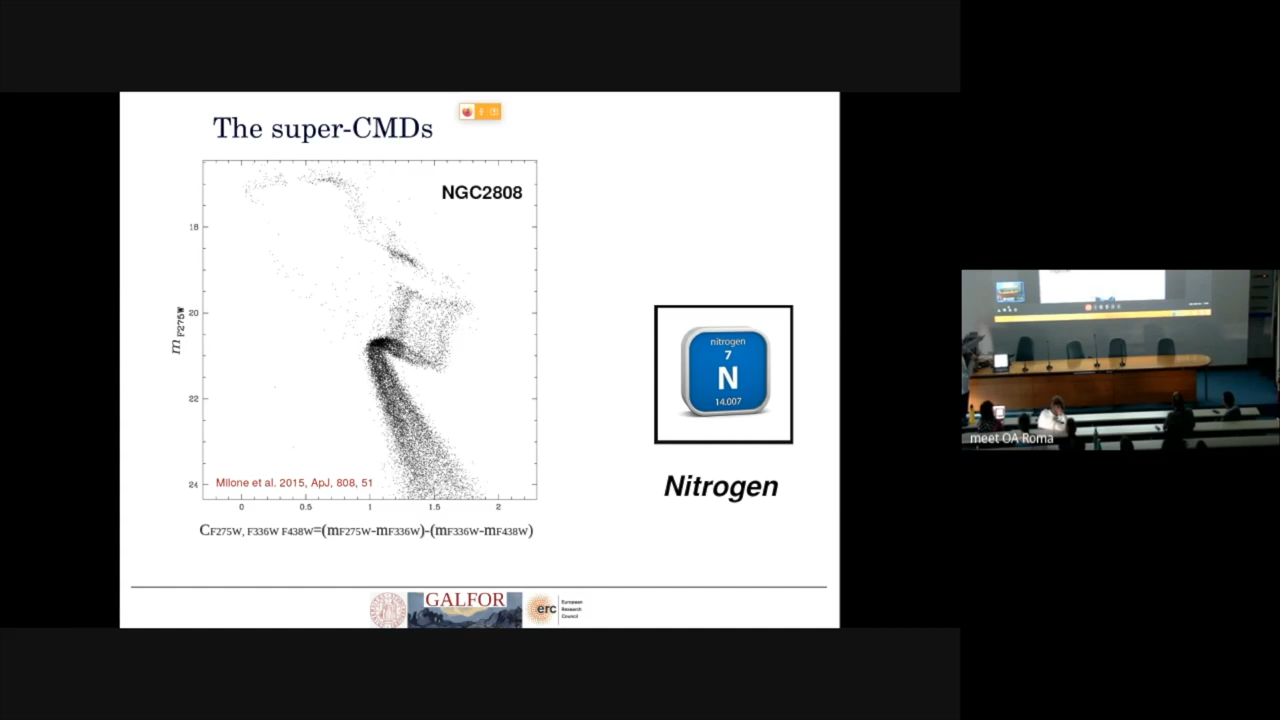 The super-CMDs
NGC2808
m F275W
18
20
22
24
Milone et al. 2015, ApJ, 808, 51
0
0.5
1
1.5
2
CF275W, F336W F438W=(mF275W-mF336W)-(mF336W-mF438W)
nitrogen
7
N
14.007
Nitrogen
GALFOR
erc
European
Research
Council
meet OA Roma